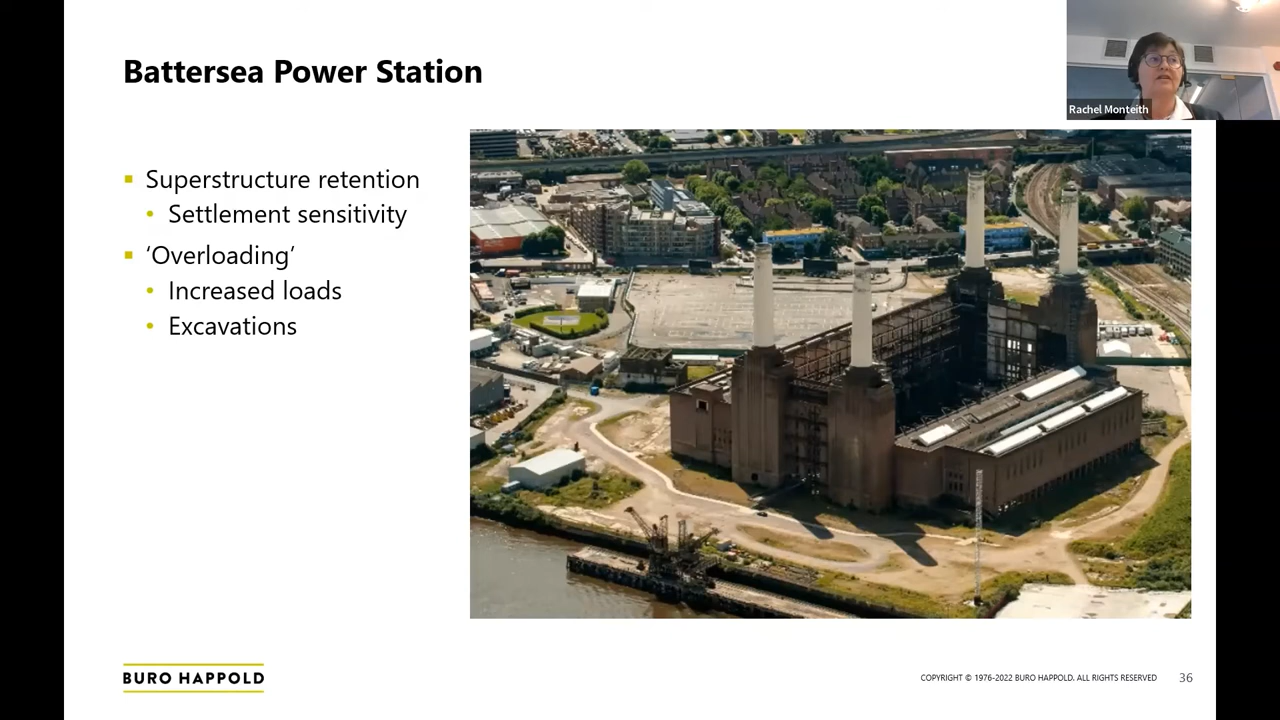 Battersea Power Station
Rachel Monteith
Superstructure retention
Settlement sensitivity
‘Overloading’
Increased loads
Excavations
BURO HAPPOLD
COPYRIGHT © 1976-2022 BURO HAPPOLD. ALL RIGHTS RESERVED
36